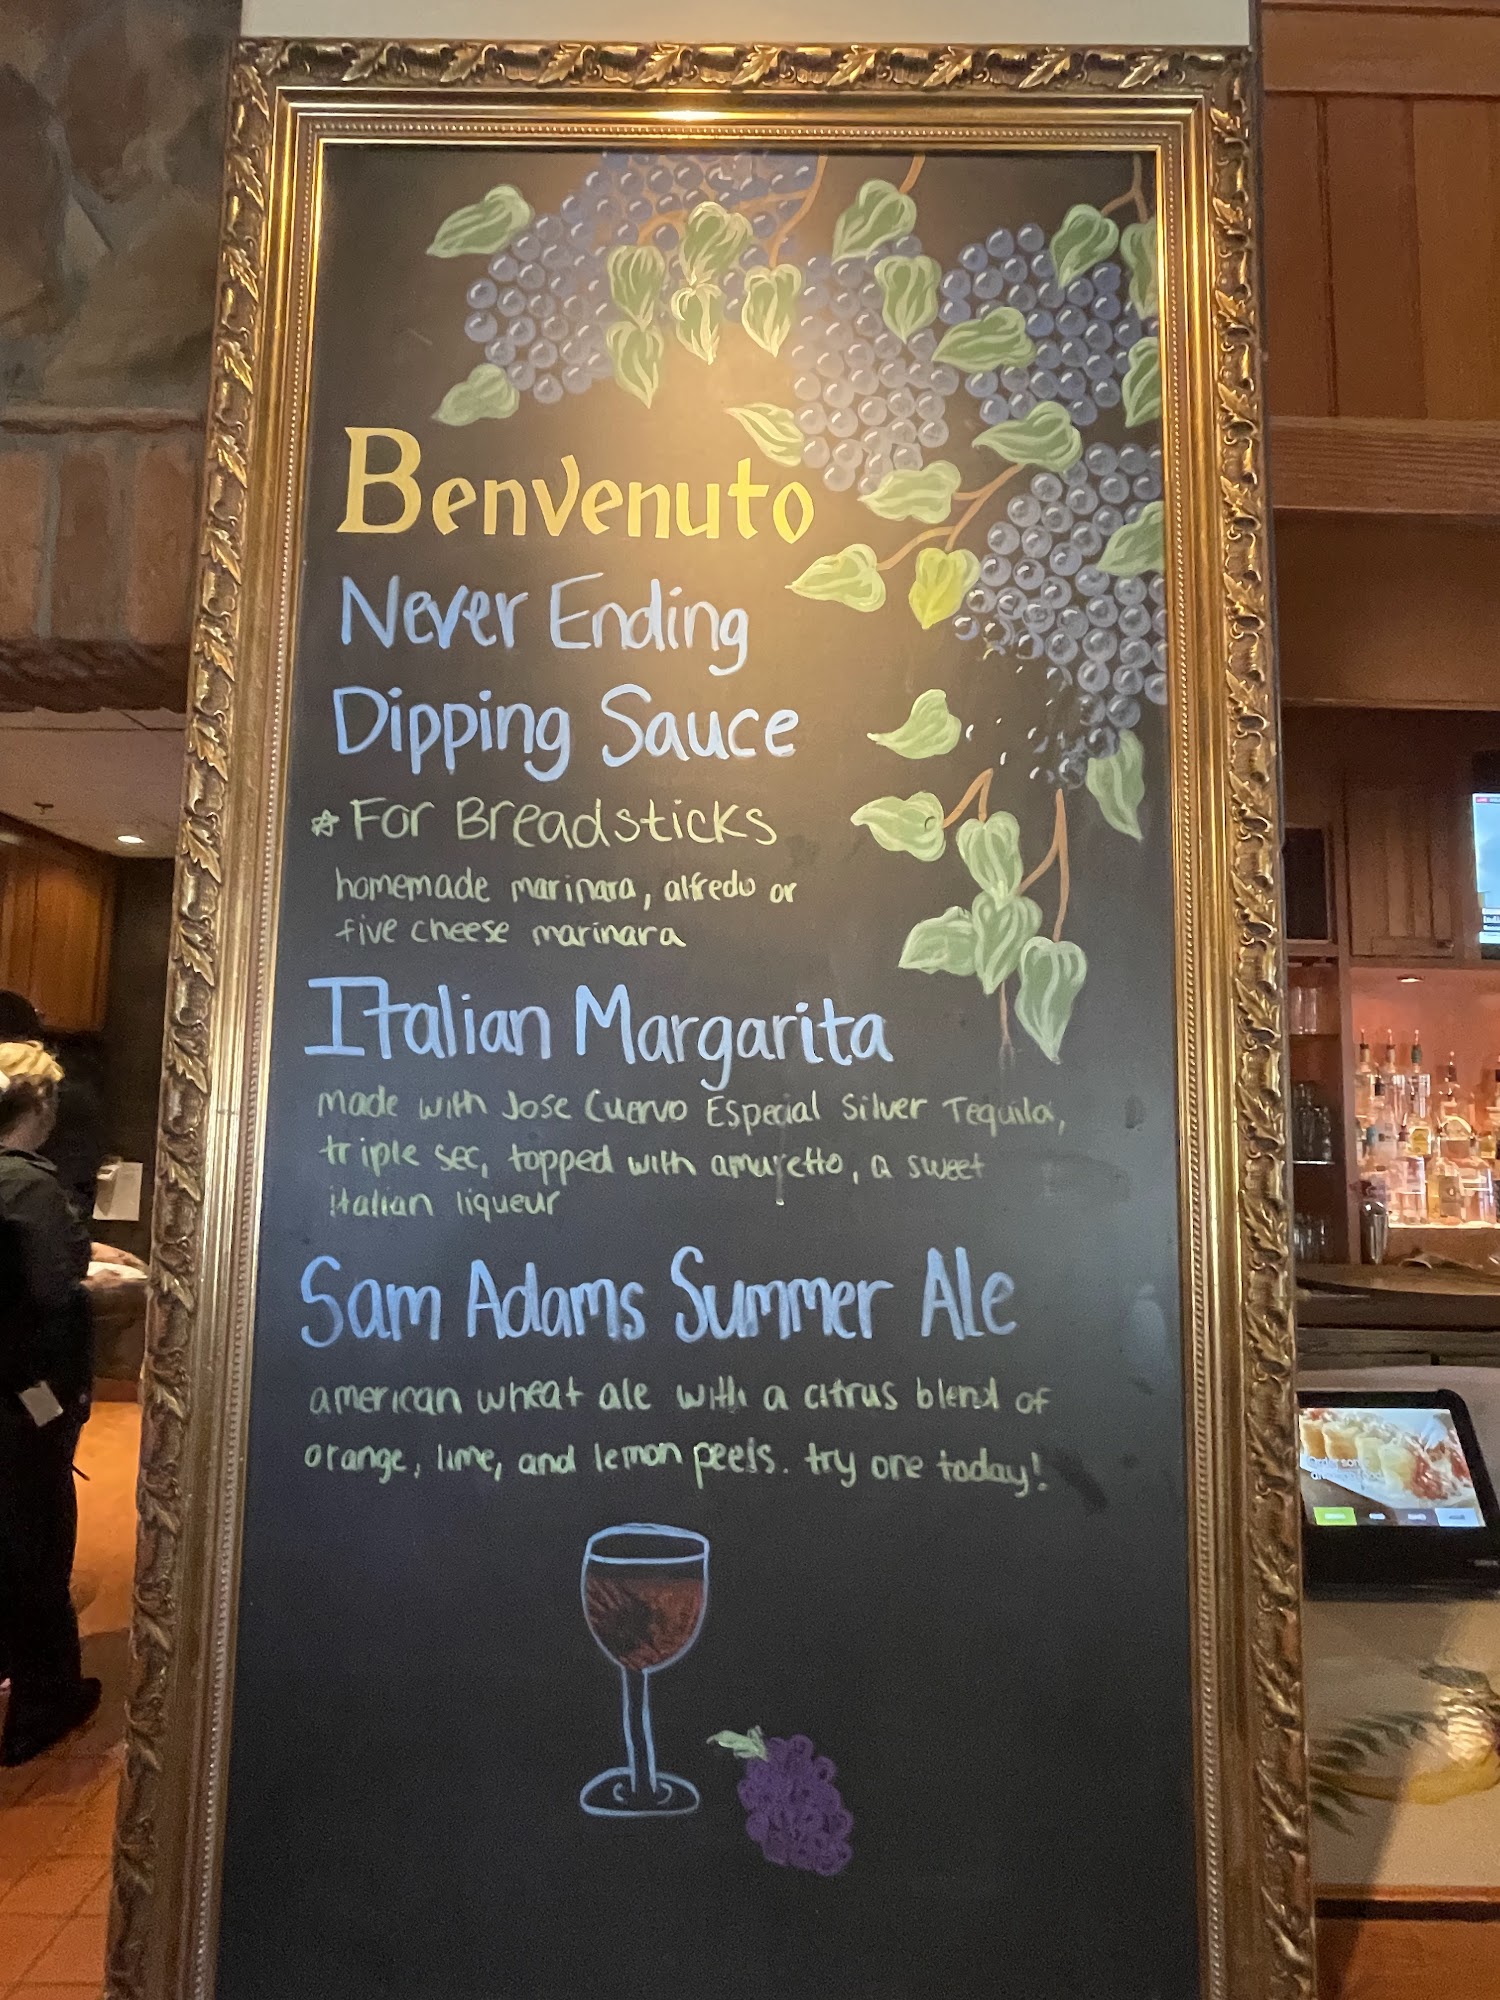 Benvenuto
Never Ending
Dipping Sauce
☆ For Breadsticks
homemade marinara, alfredo or
five cheese marinara
Italian Margarita
made with Jose Cuervo Especial Silver Tequila,
triple sec, topped with amaretto, a sweet
italian liqueur
Sam Adams Summer Ale
american wheat ale with a citrus blend of
orange, lime, and lemon peels. try one today!